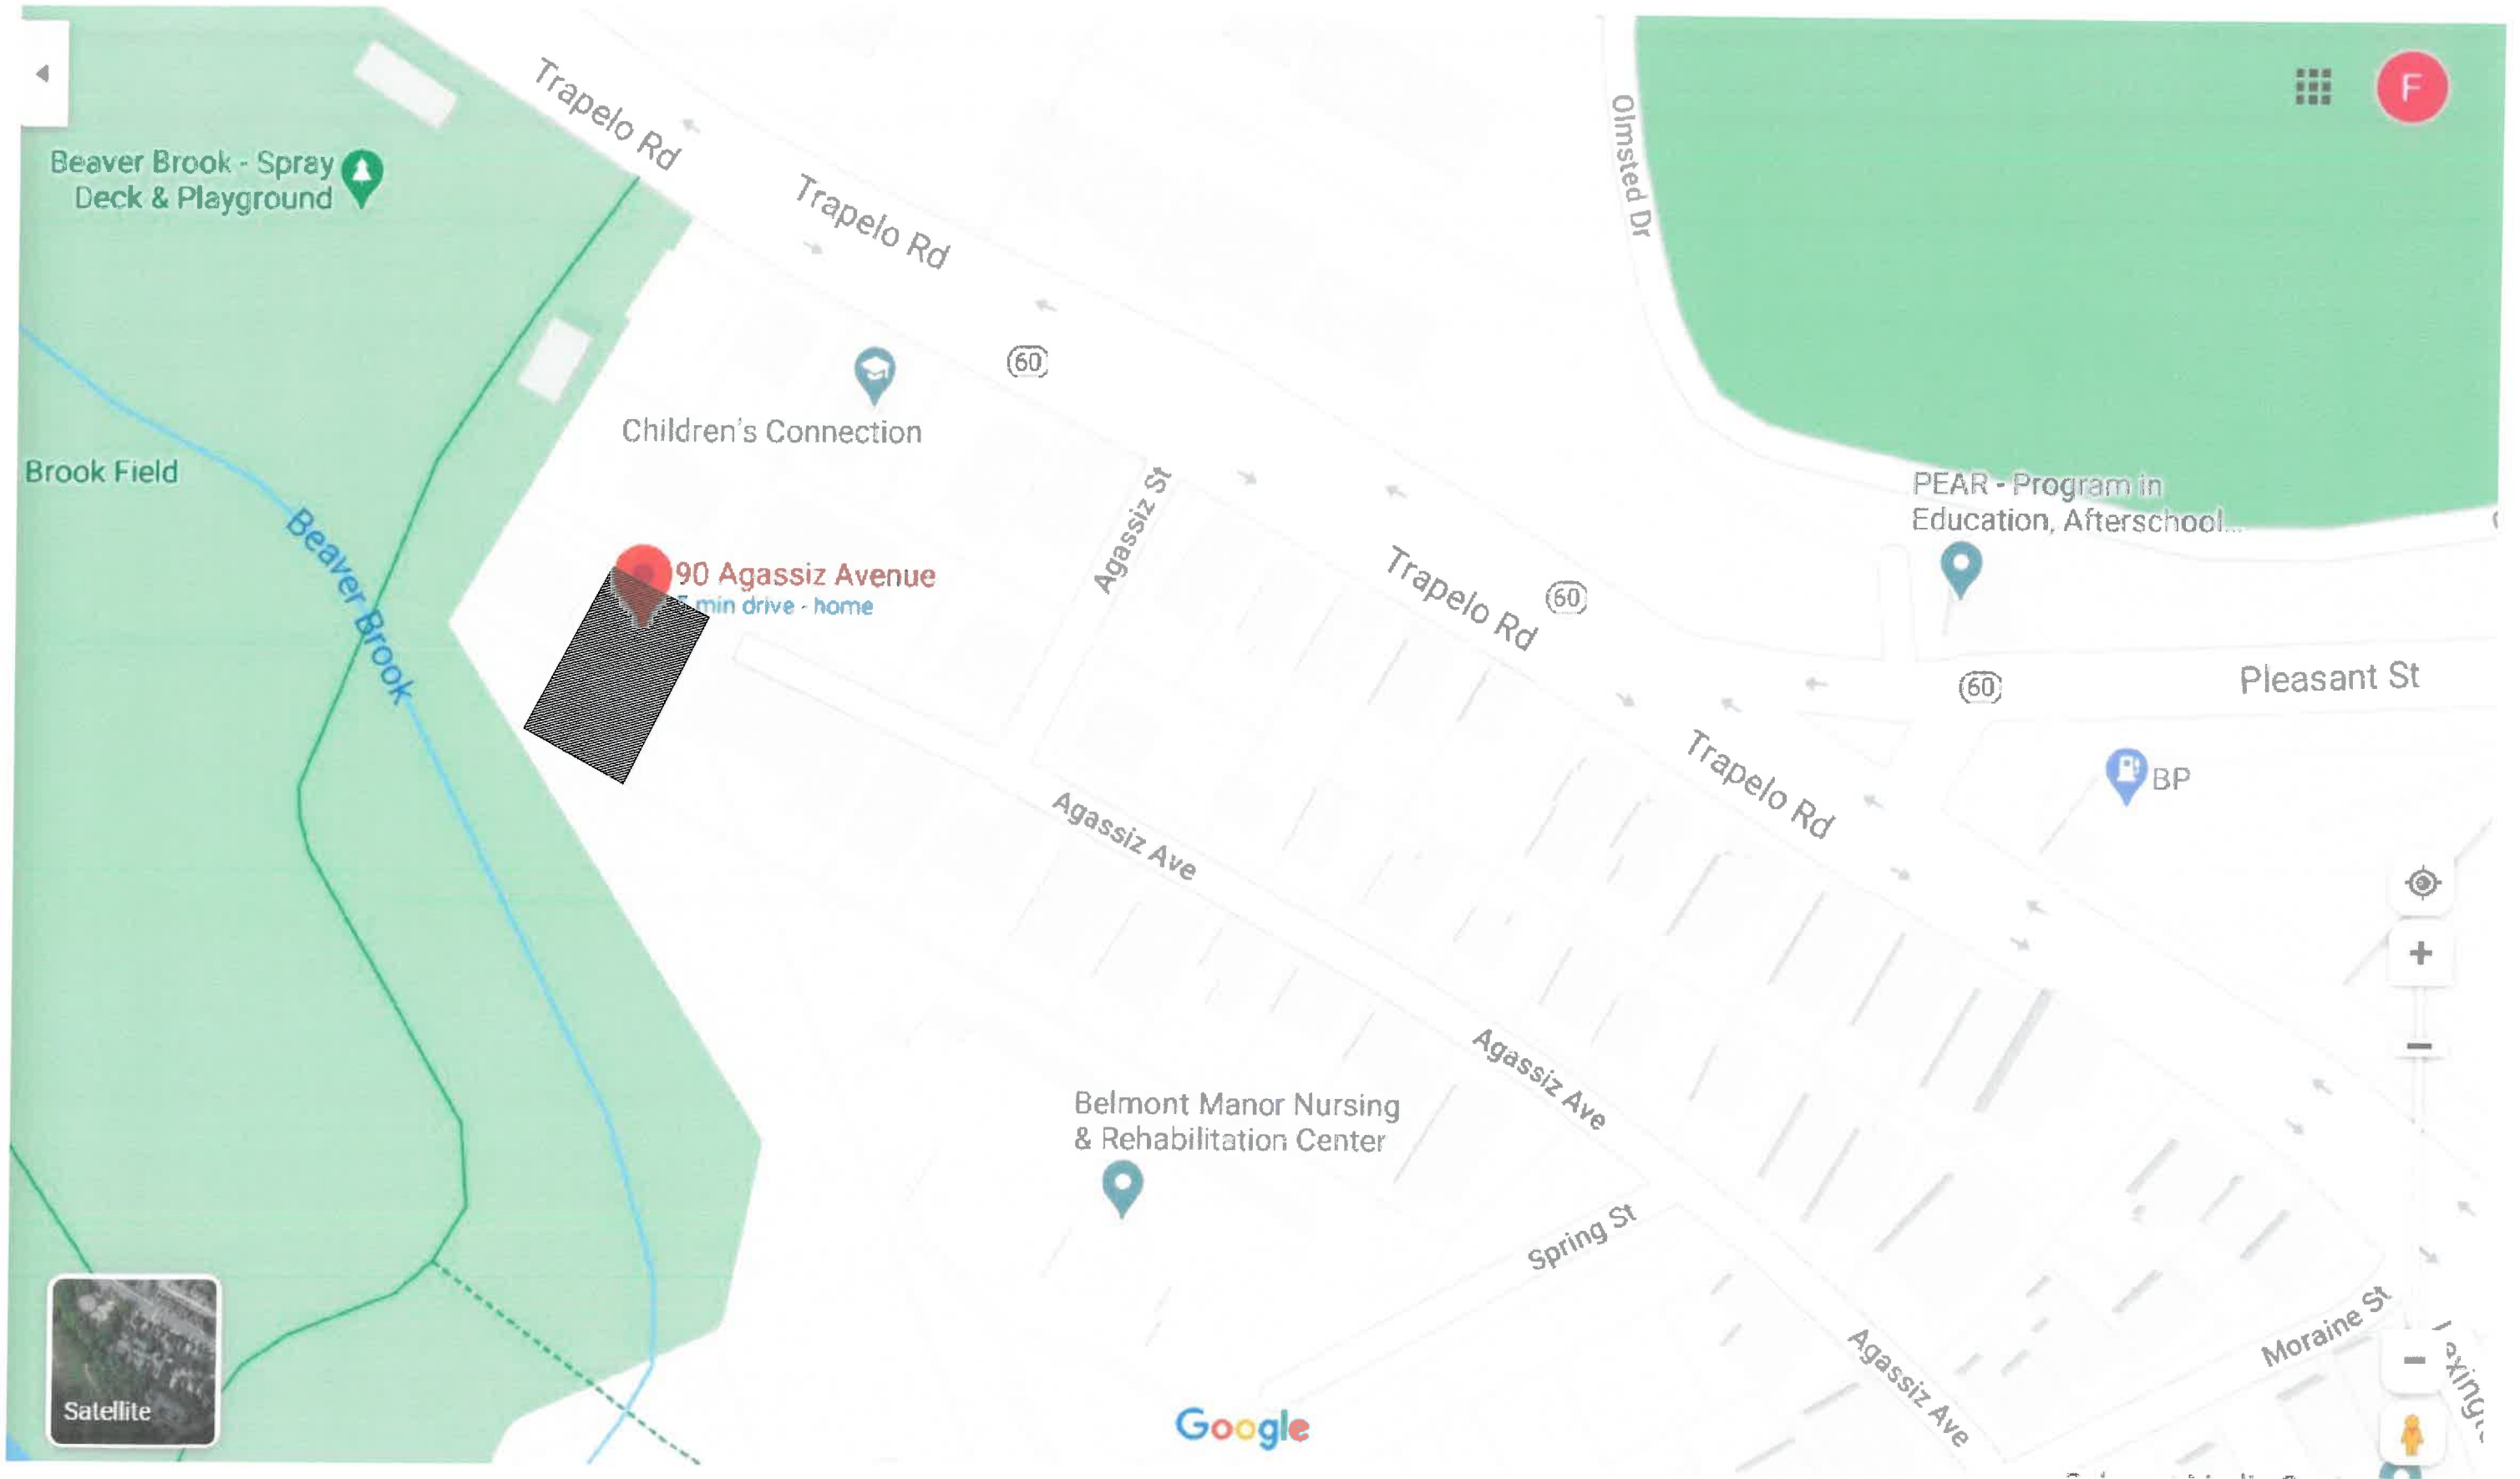 Trapelo Rd
Olmsted Dr
F
Beaver Brook - Spray
Deck & Playground
Trapelo Rd
60
Children's Connection
Brook Field
PEAR - Program in
Education, Afterschool...
Agassiz St
Beaver Brook
90 Agassiz Avenue
min drive - home
Trapelo Rd
60
60
Pleasant St
Trapelo Rd
BP
Agassiz Ave
Agassiz Ave
Belmont Manor Nursing
& Rehabilitation Center
Spring St
Moraine St
Agassiz Ave
Satellite
Google